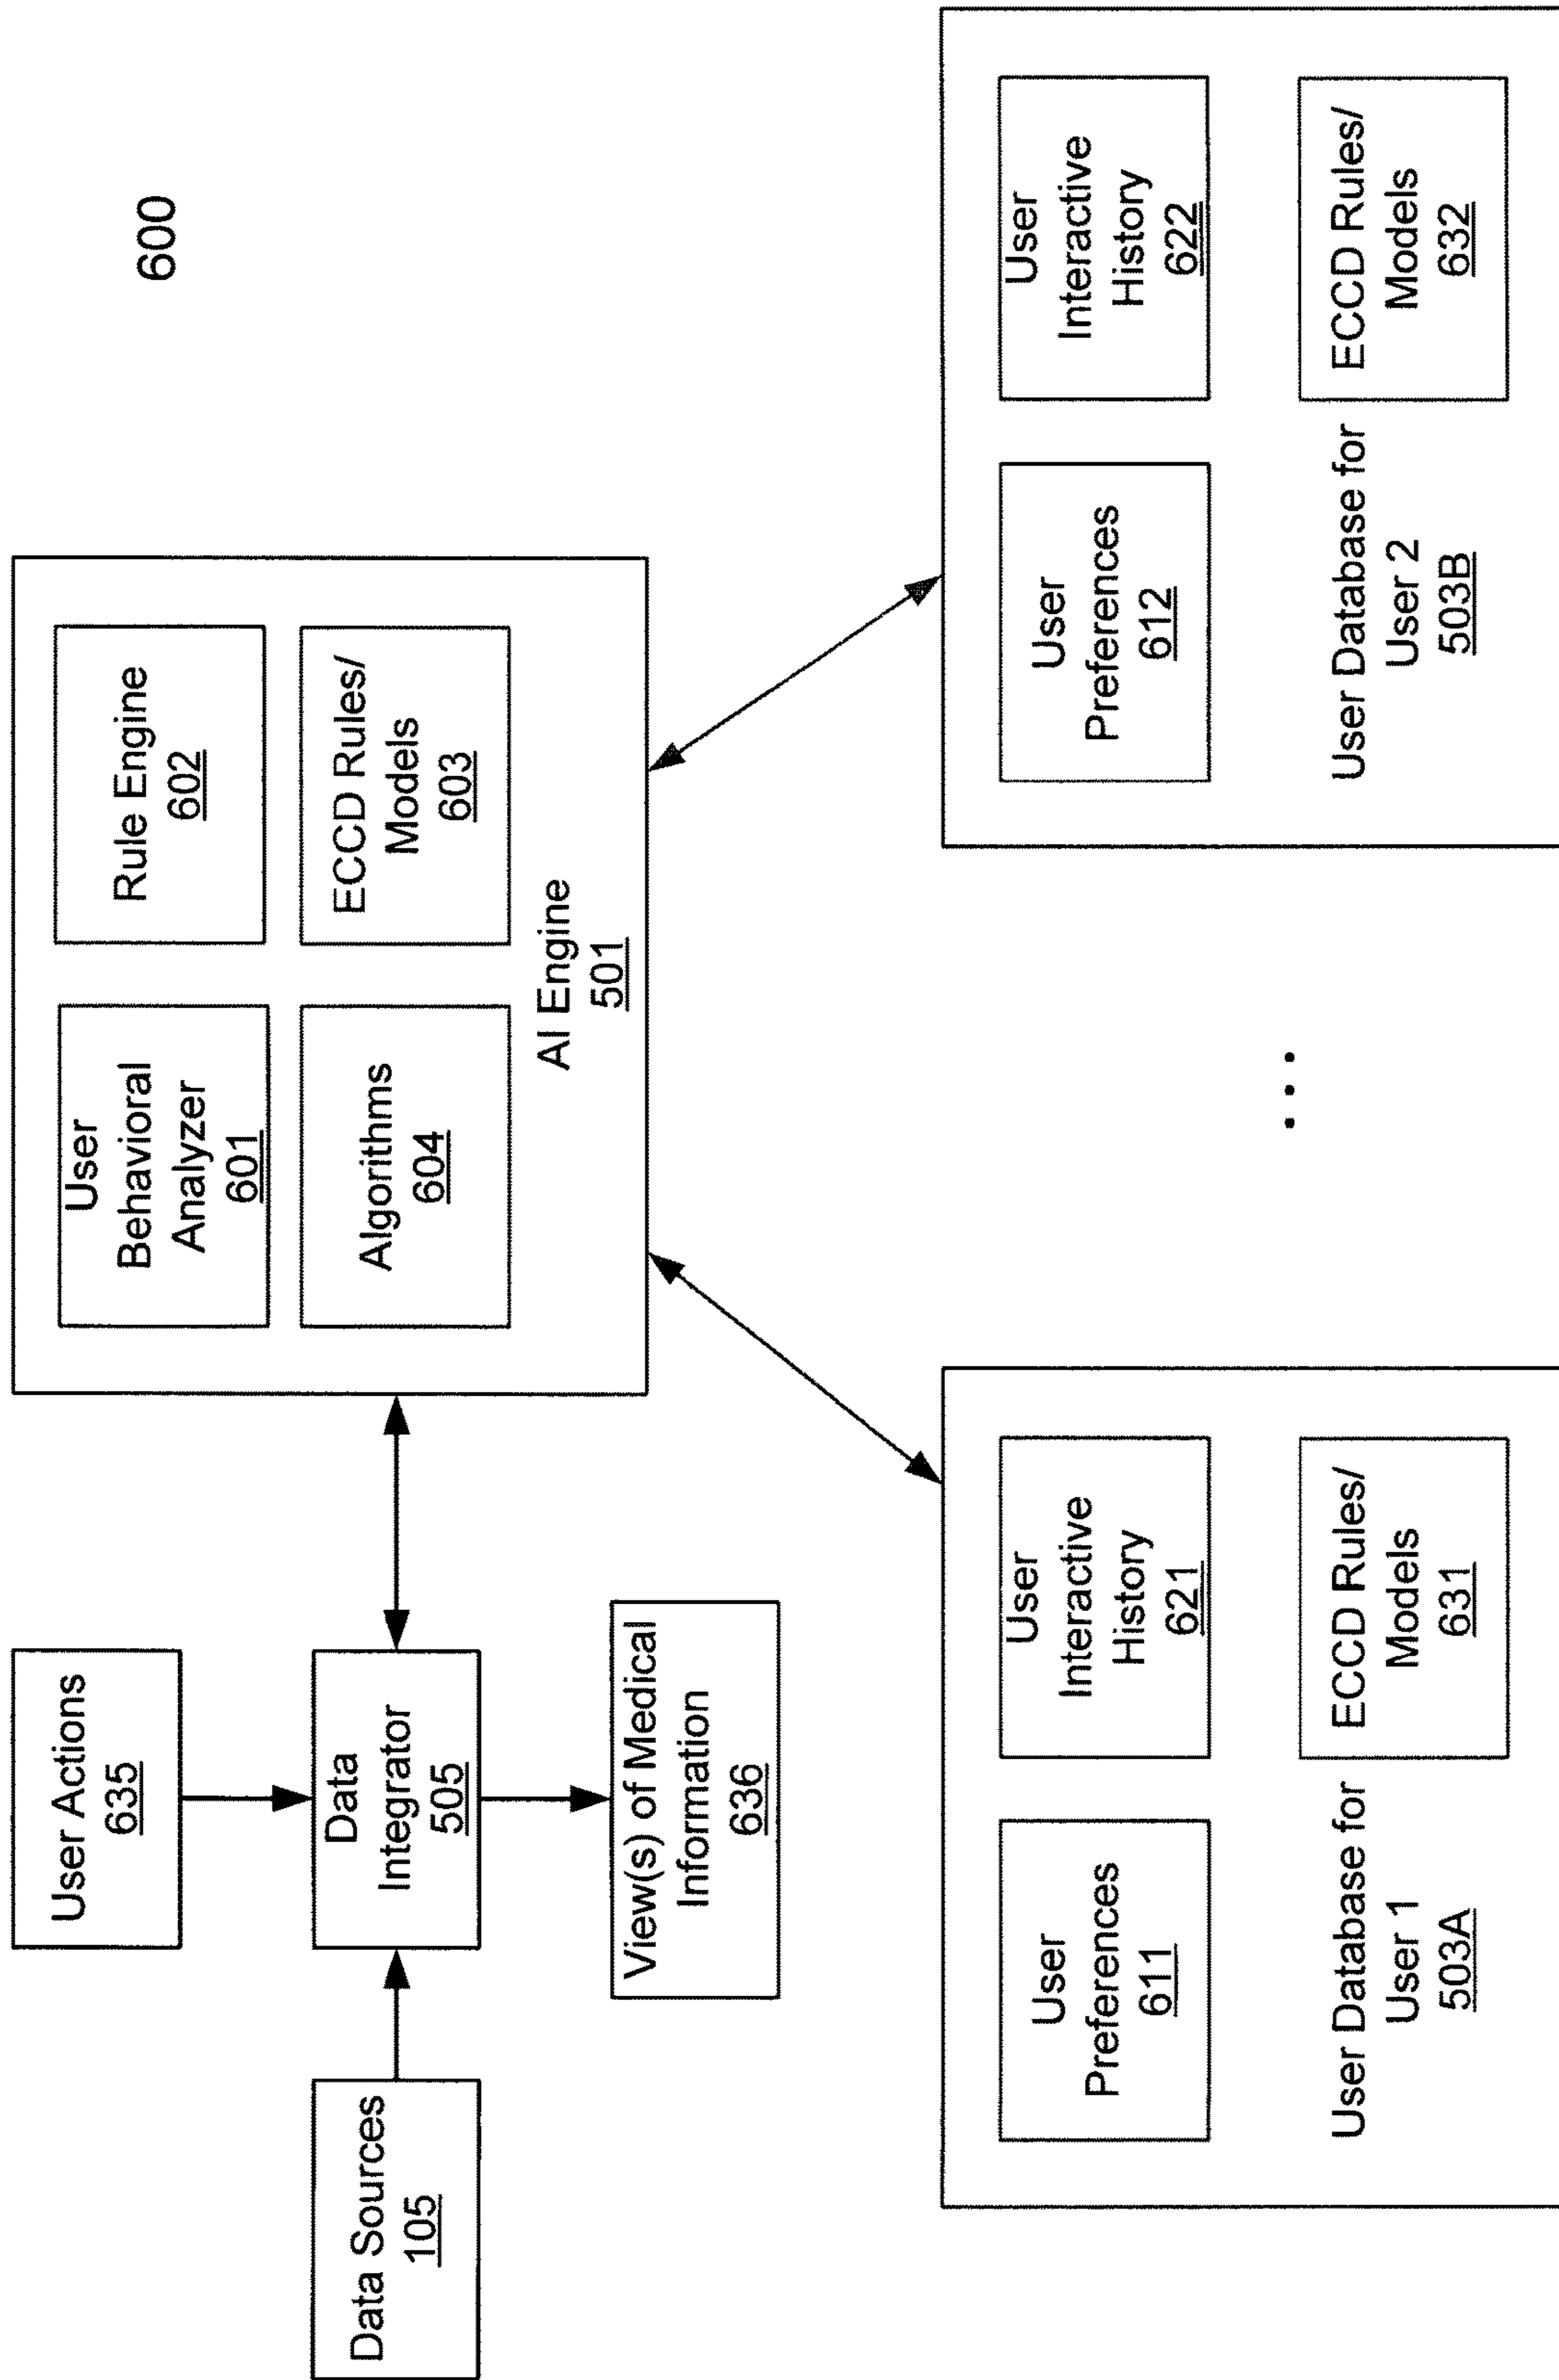 600
User Actions
635
Data Sources
105
Data
Integrator
505
View(s) of Medical
Information
636
User
Behavioral
Analyzer
601
Rule Engine
602
Algorithms
604
ECCD Rules/
Models
603
AI Engine
501
User
Preferences
611
User
Interactive
History
621
User Database for
User 1
503A
ECCD Rules/
Models
631
...
User
Preferences
612
User
Interactive
History
622
User Database for
User 2
503B
ECCD Rules/
Models
632